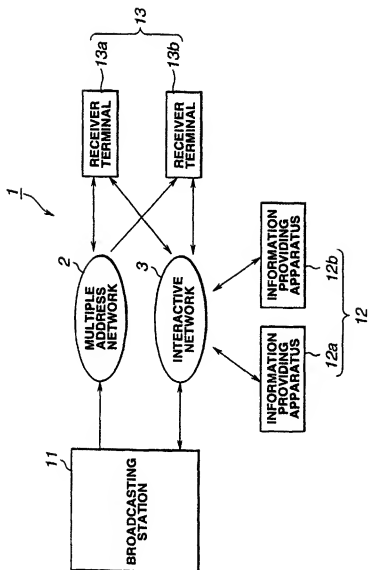 1
11
BROADCASTING
STATION
2
MULTIPLE
ADDRESS
NETWORK
3
INTERACTIVE
NETWORK
13
13a
RECEIVER
TERMINAL
13b
RECEIVER
TERMINAL
INFORMATION
PROVIDING
APPARATUS
12a
INFORMATION
PROVIDING
APPARATUS
12b
12